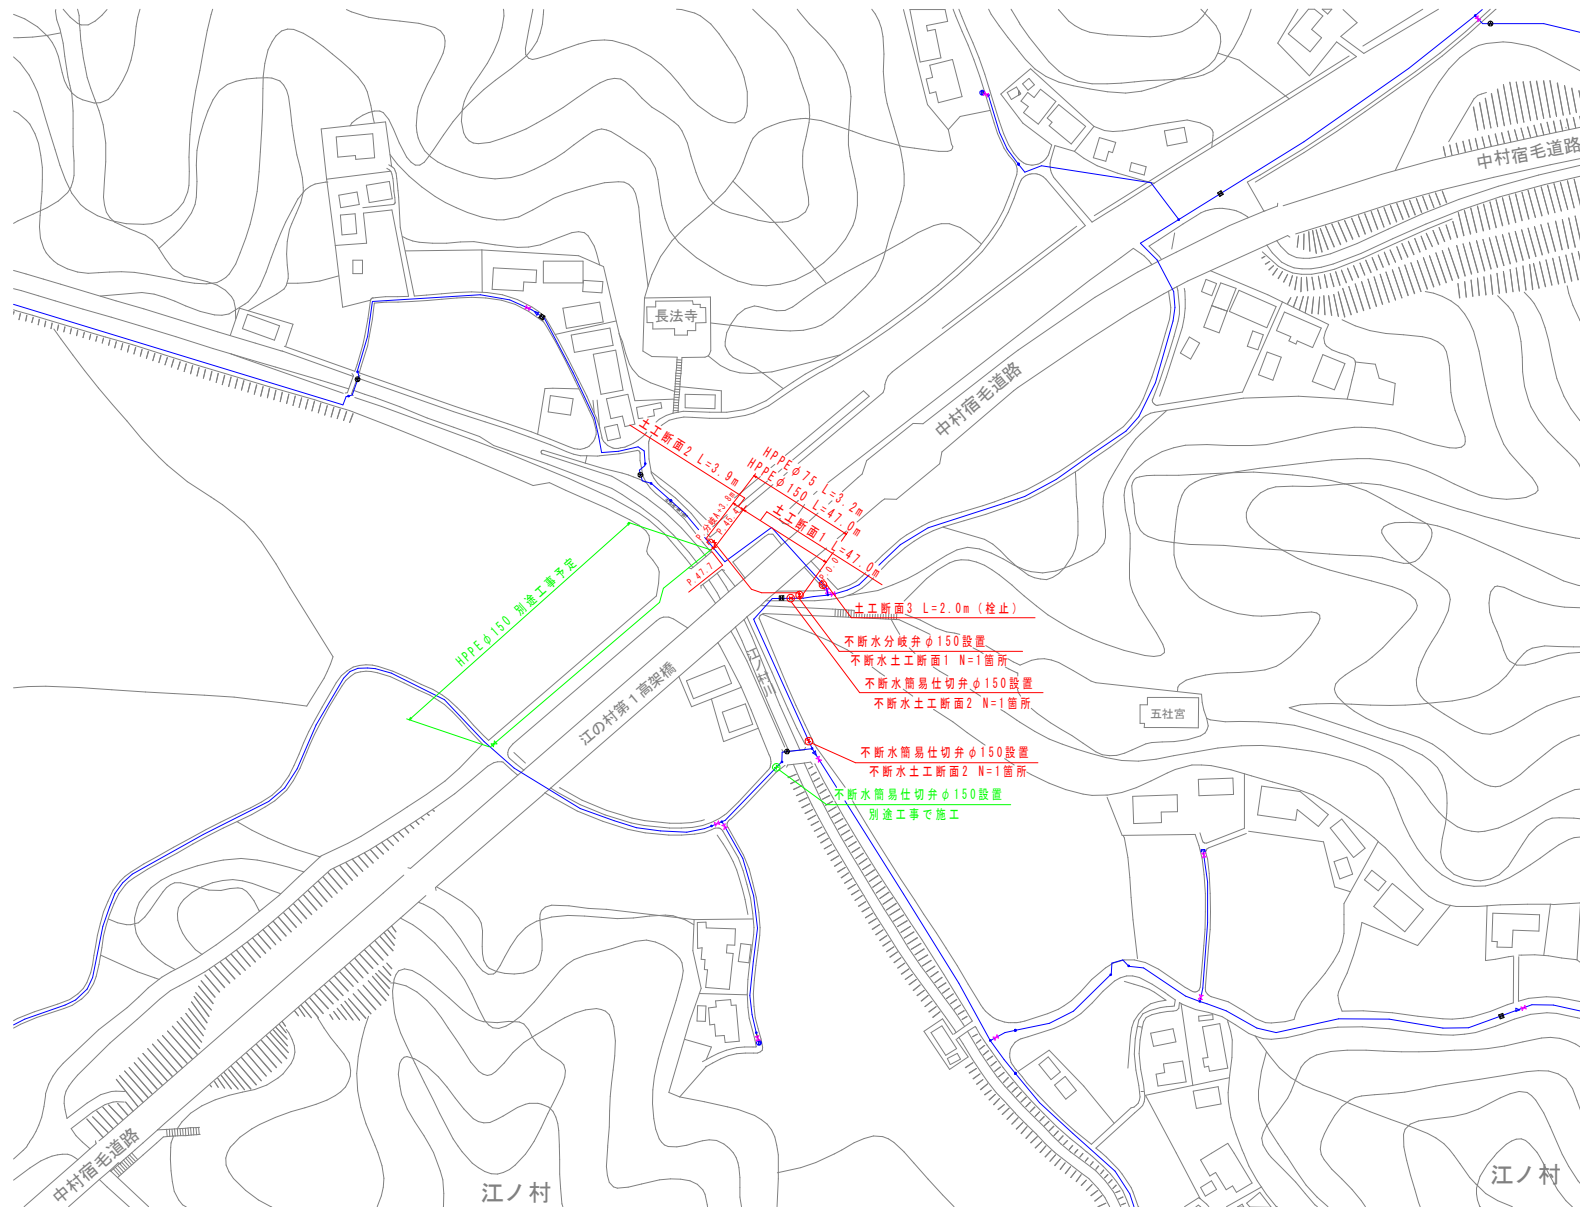 中村宿毛道路
長法寺
中村宿毛道路
土工断面2 L=3.9m
HPPEφ75 L=3.2m
HPPEφ150 L=47.0m
土工断面1 L=47.0m
P.47.7
HPPEφ150 別途工事予定
土工断面3 L=2.0m (栓止)
不断水分岐弁φ150設置
不断水土工断面1 N=1箇所
不断水簡易仕切弁φ150設置
不断水土工断面2 N=1箇所
江ノ村川
江の村第1高架橋
五社宮
不断水簡易仕切弁φ150設置
不断水土工断面2 N=1箇所
不断水簡易仕切弁φ150設置
別途工事で施工
中村宿毛道路
江ノ村
江ノ村